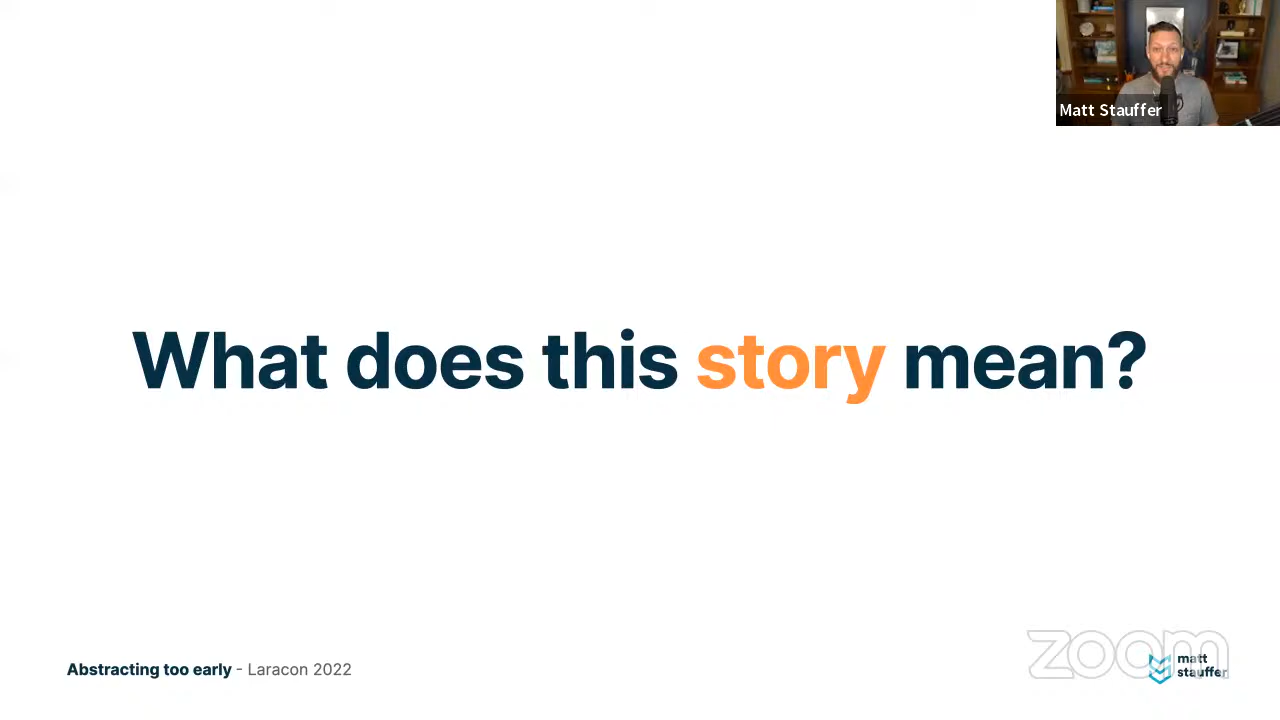 Matt Stauffer
What does this story mean?
Abstracting too early - Laracon 2022
zoom
matt
stauffer